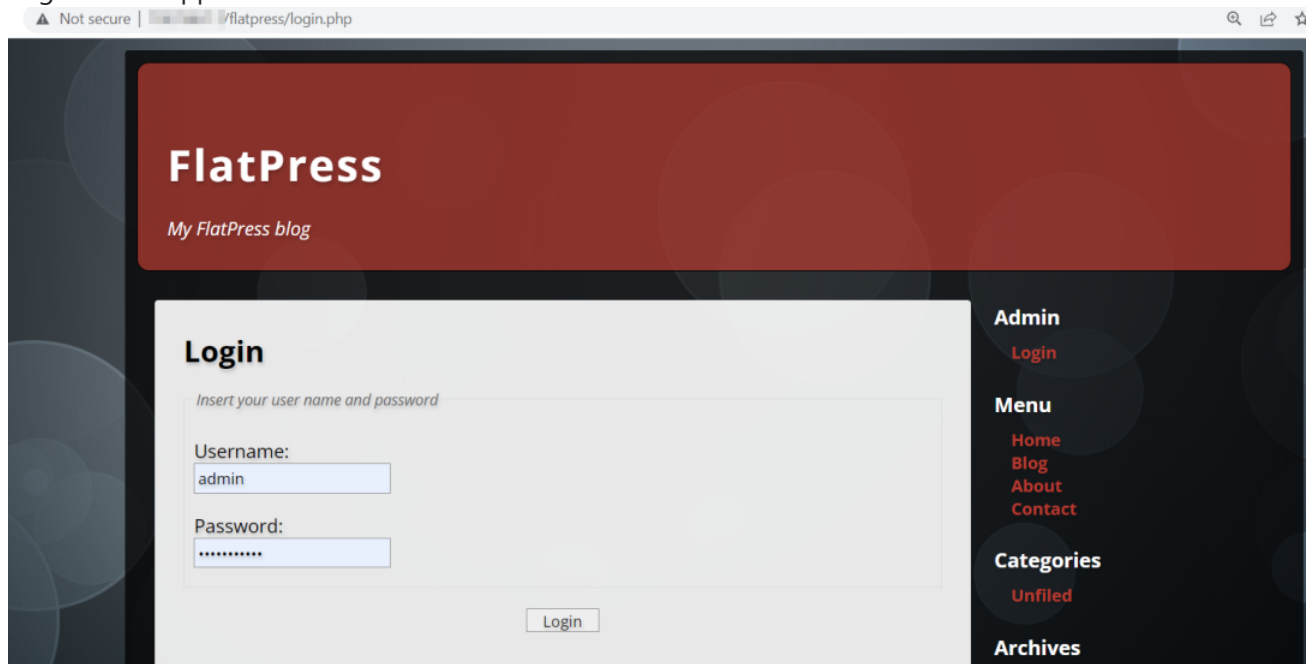 Not secure | /flatpress/login.php
FlatPress
My FlatPress blog
Login
Insert your user name and password
Username:
admin
Password:
•••••••••••
Login
Admin
Login
Menu
Home
Blog
About
Contact
Categories
Unfiled
Archives